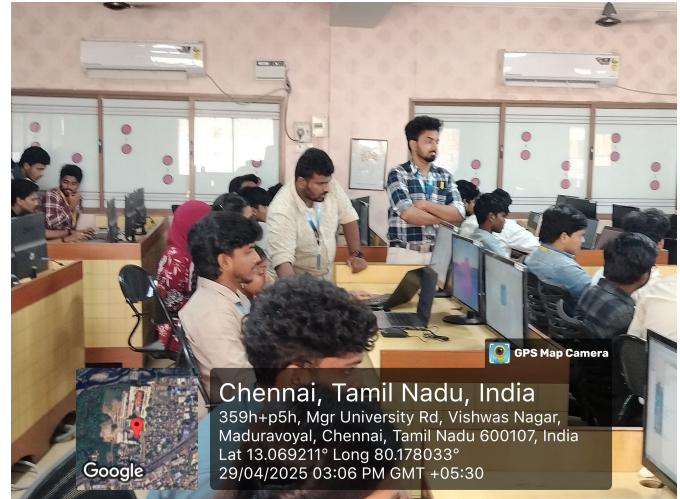 GPS Map Camera
Chennai, Tamil Nadu, India
359h+p5h, Mgr University Rd, Vishwas Nagar,
Maduravoyal, Chennai, Tamil Nadu 600107, India
Lat 13.069211° Long 80.178033°
29/04/2025 03:06 PM GMT +05:30
Google